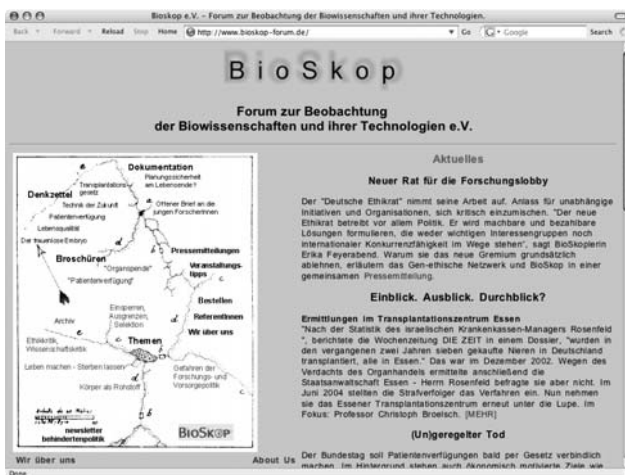 Bioskop e.V. – Forum zur Beobachtung der Biowissenschaften und ihrer Technologien.
Back Forward Reload Stop Home http://www.bioskop-forum.de/ Go Google Search
BioSkop
Forum zur Beobachtung
der Biowissenschaften und ihrer Technologien e.V.
Dokumentation
Planungssicherheit
am Lebensende?
Transplantations
gesetz
Denkzettel
Technik der Zukunft
Offener Brief an die
jungen ForscherInnen
Patientenverfügung
Lebensqualität
Der trauenlose Embryo
Pressemitteilungen
Broschüren
"Organspende"
Veranstaltungs-
tipps
"Patientenverfügung"
Bestellen
Einsperren,
Ausgrenzen,
Selektion
ReferentInnen
Archiv
Wir über uns
Ethikkritik,
Wissenschaftskritik
Themen
Leben machen - Sterben lassen
Gefahren der
Forschungs- und
Vorsorgepolitik
Körper als Rohstoff
newsletter
behindertenpolitik
BioSk@P
Wir über uns
About Us
Aktuelles
Neuer Rat für die Forschungslobby
Der "Deutsche Ethikrat" nimmt seine Arbeit auf. Anlass für unabhängige
Initiativen und Organisationen, sich kritisch einzumischen. "Der neue
Ethikrat betreibt vor allem Politik. Er wird machbare und bezahlbare
Lösungen formulieren, die weder wichtigen Interessengruppen noch
internationaler Konkurrenzfähigkeit im Wege stehen", sagt BioSkoplerin
Erika Feyerabend. Warum sie das neue Gremium grundsätzlich
ablehnen, erläutern das Gen-ethische Netzwerk und BioSkop in einer
gemeinsamen Pressemitteilung.
Einblick. Ausblick. Durchblick?
Ermittlungen im Transplantationszentrum Essen
"Nach der Statistik des israelischen Krankenkassen-Managers Rosenfeld
", berichtete die Wochenzeitung DIE ZEIT in einem Dossier, "wurden in
den vergangenen zwei Jahren sieben gekaufte Nieren in Deutschland
transplantiert, alle in Essen." Das war im Dezember 2002. Wegen des
Verdachts des Organhandels ermittelte anschließend die
Staatsanwaltschaft Essen - Herrn Rosenfeld befragte sie aber nicht. Im
Juni 2004 stellten die Strafverfolger das Verfahren ein. Nun nehmen
sie das Essener Transplantationszentrum erneut unter die Lupe. Im
Fokus: Professor Christoph Broelsch. [MEHR]
(Un)geregelter Tod
Der Bundestag soll Patientenverfügungen bald per Gesetz verbindlich
machen. Im Hintergrund stehen auch ökonomisch motivierte Ziele wie
Done